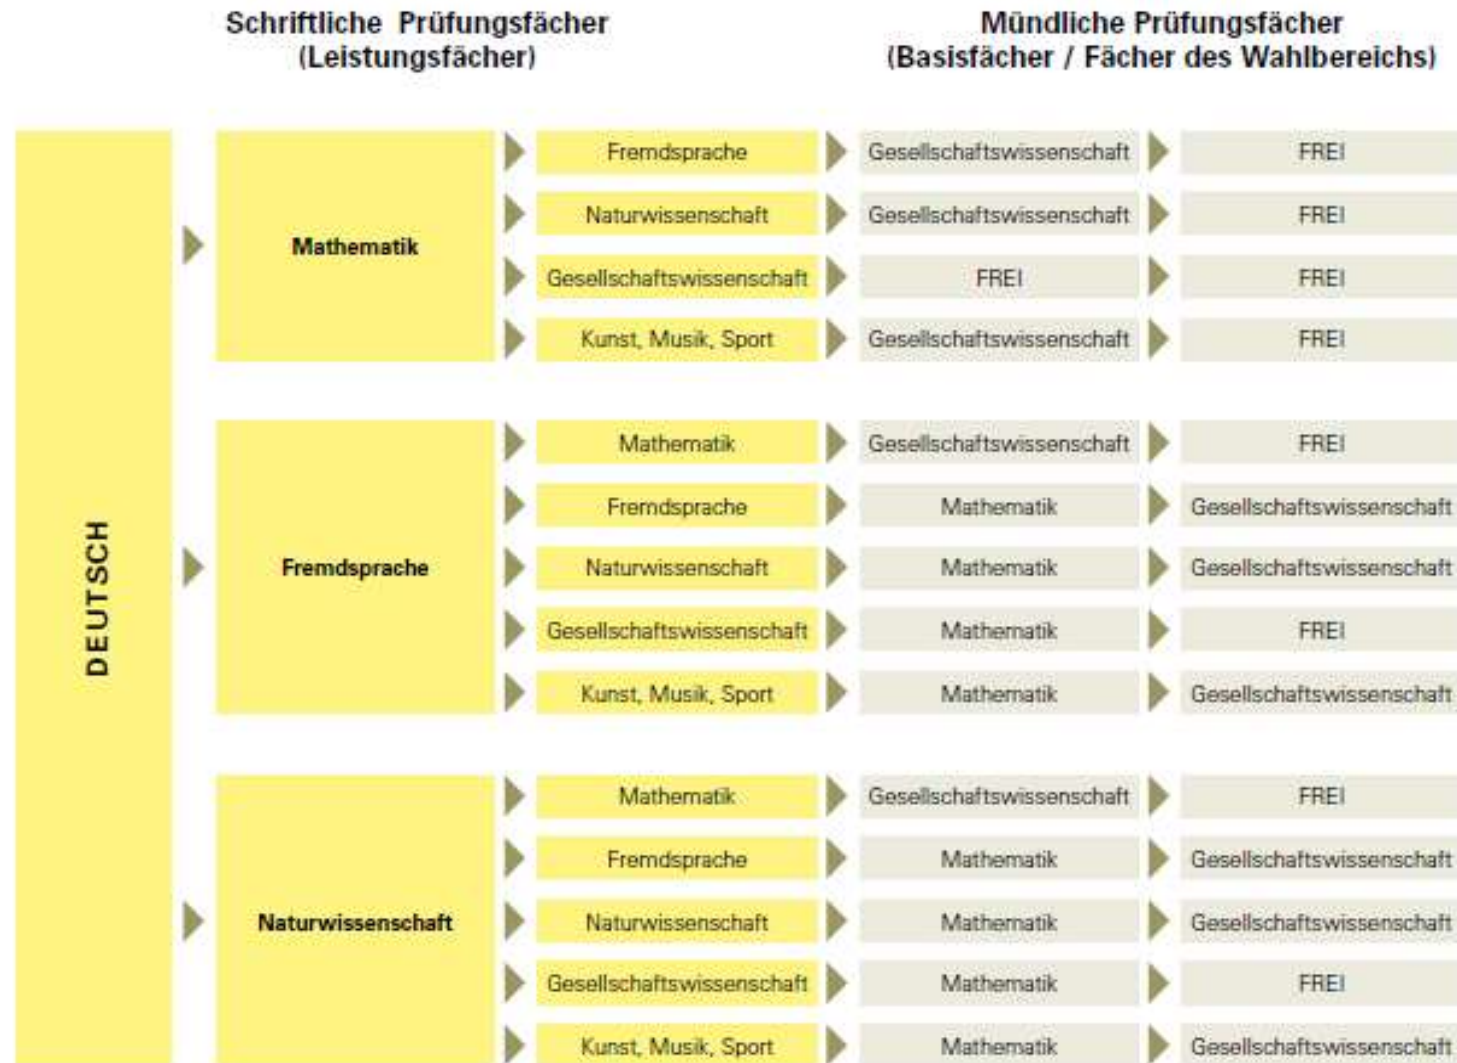 Schriftliche Prüfungsfächer
(Leistungsfächer)
Mündliche Prüfungsfächer
(Basisfächer / Fächer des Wahlbereichs)
DEUTSCH
Mathematik
Fremdsprache Gesellschaftswissenschaft FREI
Naturwissenschaft Gesellschaftswissenschaft FREI
Gesellschaftswissenschaft FREI FREI
Kunst, Musik, Sport Gesellschaftswissenschaft FREI
Fremdsprache
Mathematik Gesellschaftswissenschaft FREI
Fremdsprache Mathematik Gesellschaftswissenschaft
Naturwissenschaft Mathematik Gesellschaftswissenschaft
Gesellschaftswissenschaft Mathematik FREI
Kunst, Musik, Sport Mathematik Gesellschaftswissenschaft
Naturwissenschaft
Mathematik Gesellschaftswissenschaft FREI
Fremdsprache Mathematik Gesellschaftswissenschaft
Naturwissenschaft Mathematik Gesellschaftswissenschaft
Gesellschaftswissenschaft Mathematik FREI
Kunst, Musik, Sport Mathematik Gesellschaftswissenschaft